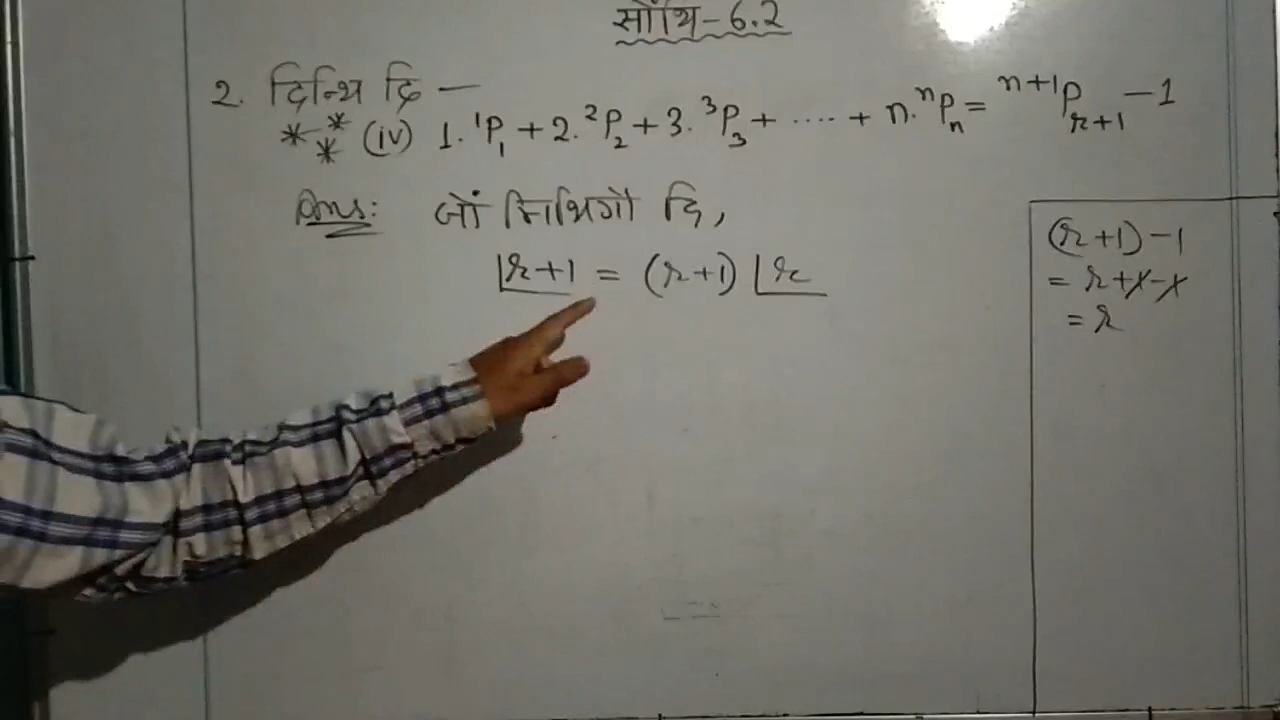 सोंथि-6.2
2. दिन्थि द्रि —
(iv) 1.¹P₁ + 2.²P₂ + 3.³P₃ + .... + n.ⁿPₙ = ⁿ⁺¹Pᵣ₊₁ - 1
Ans: जों मिथिगौ दि,
|r+1 = (r+1) |r
(r+1)-1
= r+1-1
= r